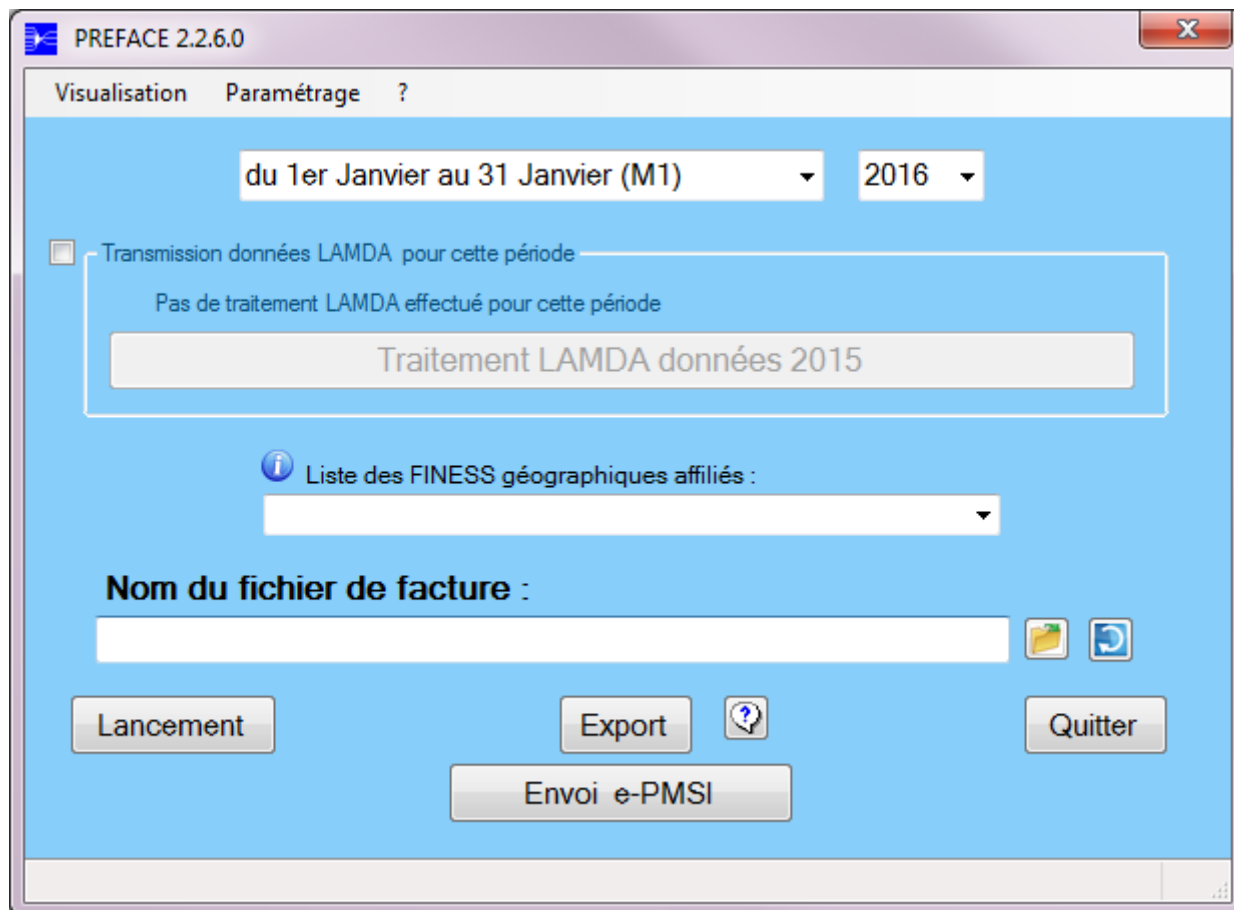 PREFACE 2.2.6.0
Visualisation Paramétrage ?
du 1er Janvier au 31 Janvier (M1) 2016
Transmission données LAMDA pour cette période
Pas de traitement LAMDA effectué pour cette période
Traitement LAMDA données 2015
Liste des FINESS géographiques affiliés :
Nom du fichier de facture :
Lancement Export Quitter
Envoi e-PMSI